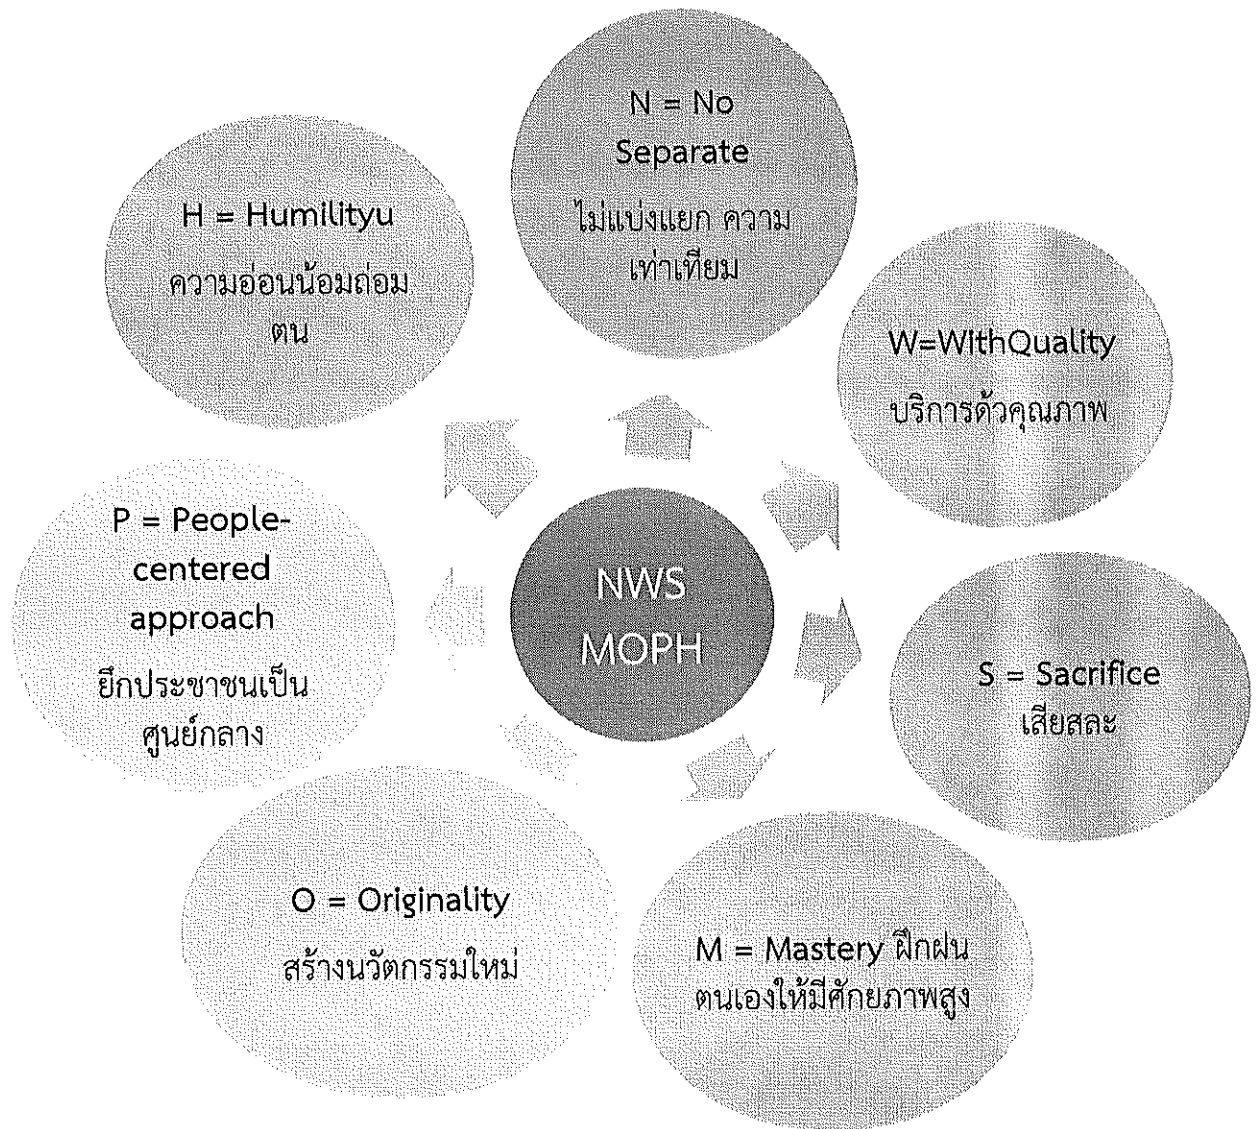 N = No
Separate
ไม่แบ่งแยก ความ
เท่าเทียม
W=WithQuality
บริการด้วคุณภาพ
S = Sacrifice
เสียสละ
M = Mastery ฝึกฝน
ตนเองให้มีศักยภาพสูง
O = Originality
สร้างนวัตกรรมใหม่
P = People-
centered
approach
ยึกประชาชนเป็น
ศูนย์กลาง
H = Humilityu
ความอ่อนน้อมถ่อม
ตน
NWS
MOPH